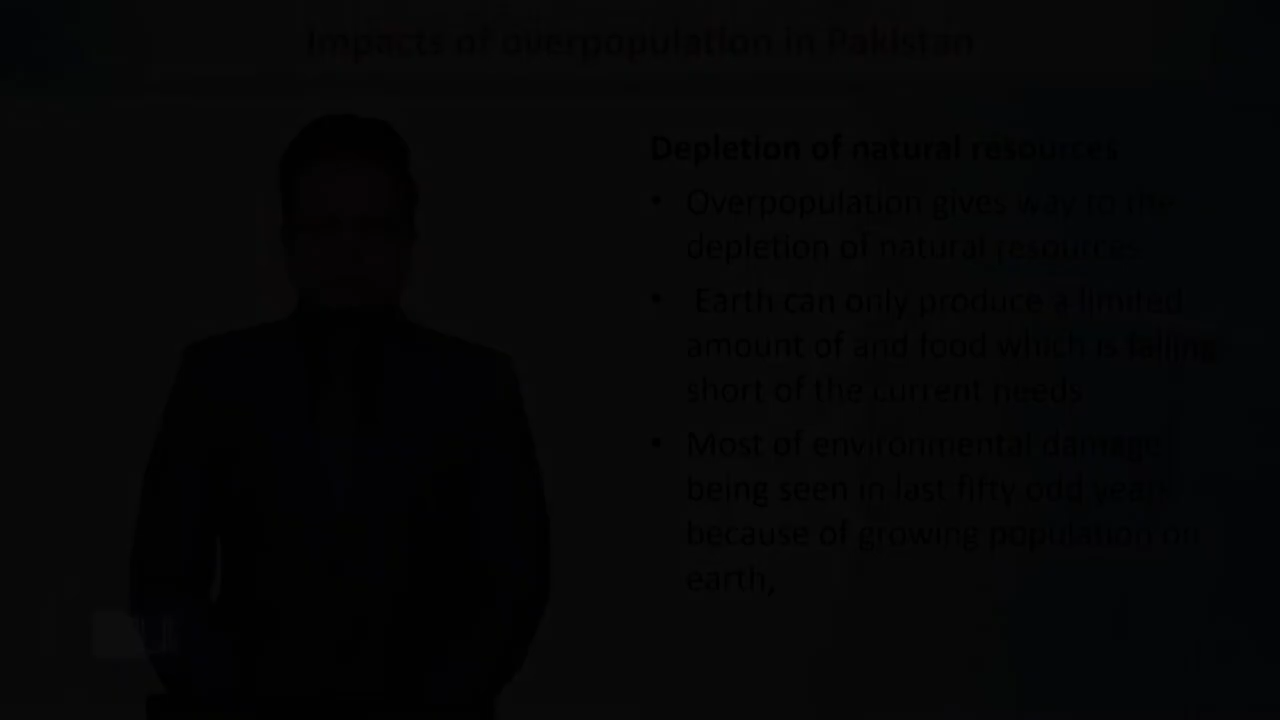 Impacts of overpopulation in Pakistan
Depletion of natural resources
• Overpopulation gives way to the
depletion of natural resources
• Earth can only produce a limited
amount of and food which is falling
short of the current needs
• Most of environmental damage
being seen in last fifty odd years
because of growing population on
earth,